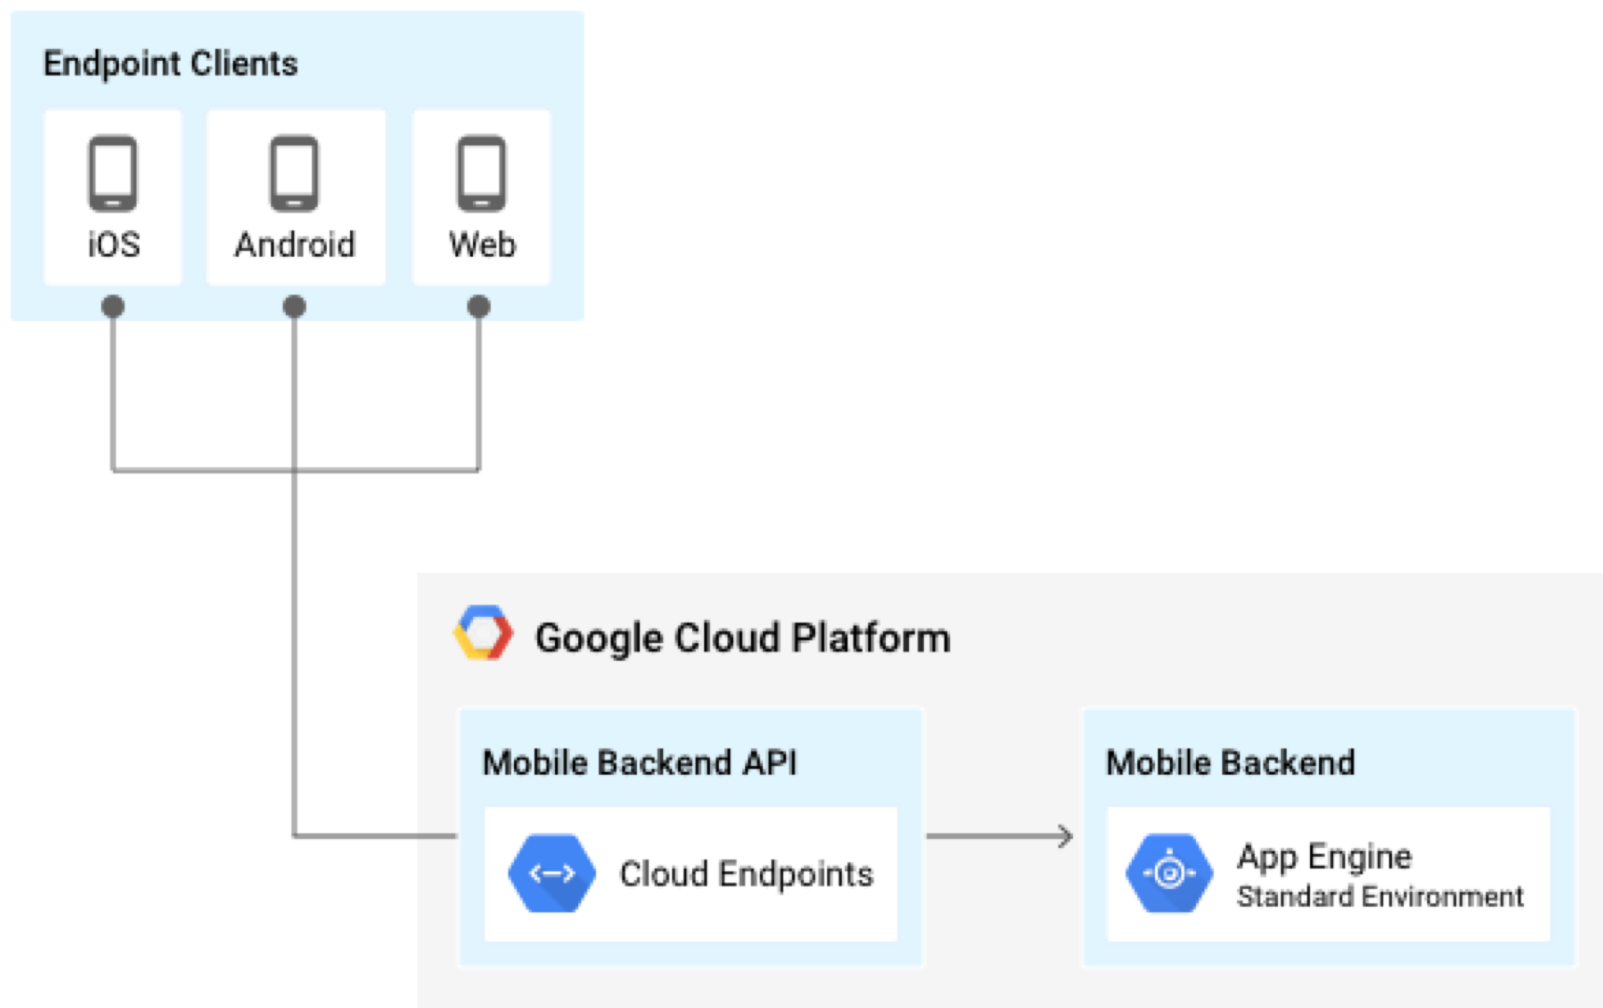 Endpoint Clients
iOS
Android
Web
Google Cloud Platform
Mobile Backend API
Cloud Endpoints
Mobile Backend
App Engine
Standard Environment